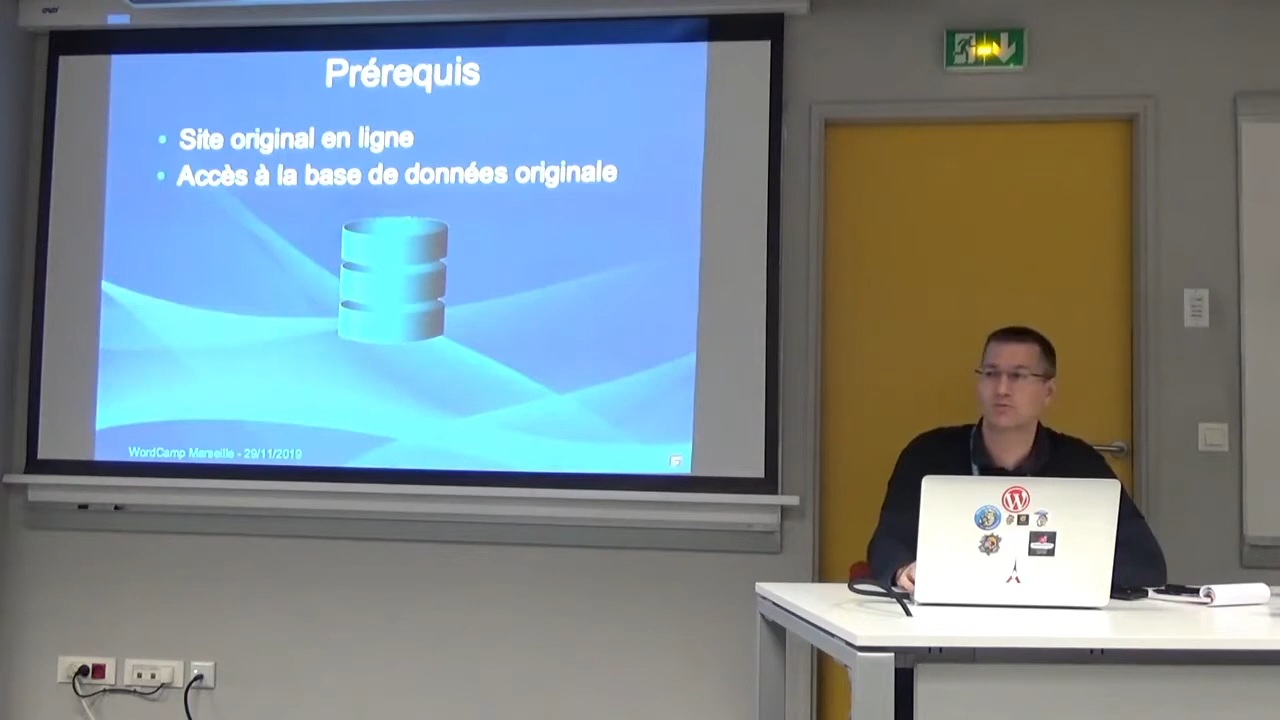 Prérequis
Site original en ligne
Accès à la base de données originale
WordCamp Marseille - 29/11/2019